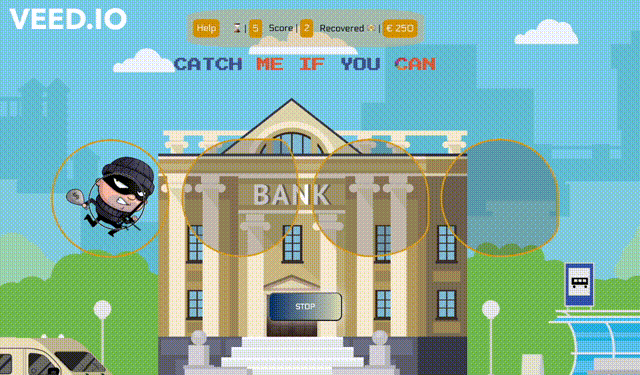 VEED.IO
Help ⌛ | 5 Score | 2 Recovered 💰 | € 250
CATCH ME IF YOU CAN
BANK
STOP